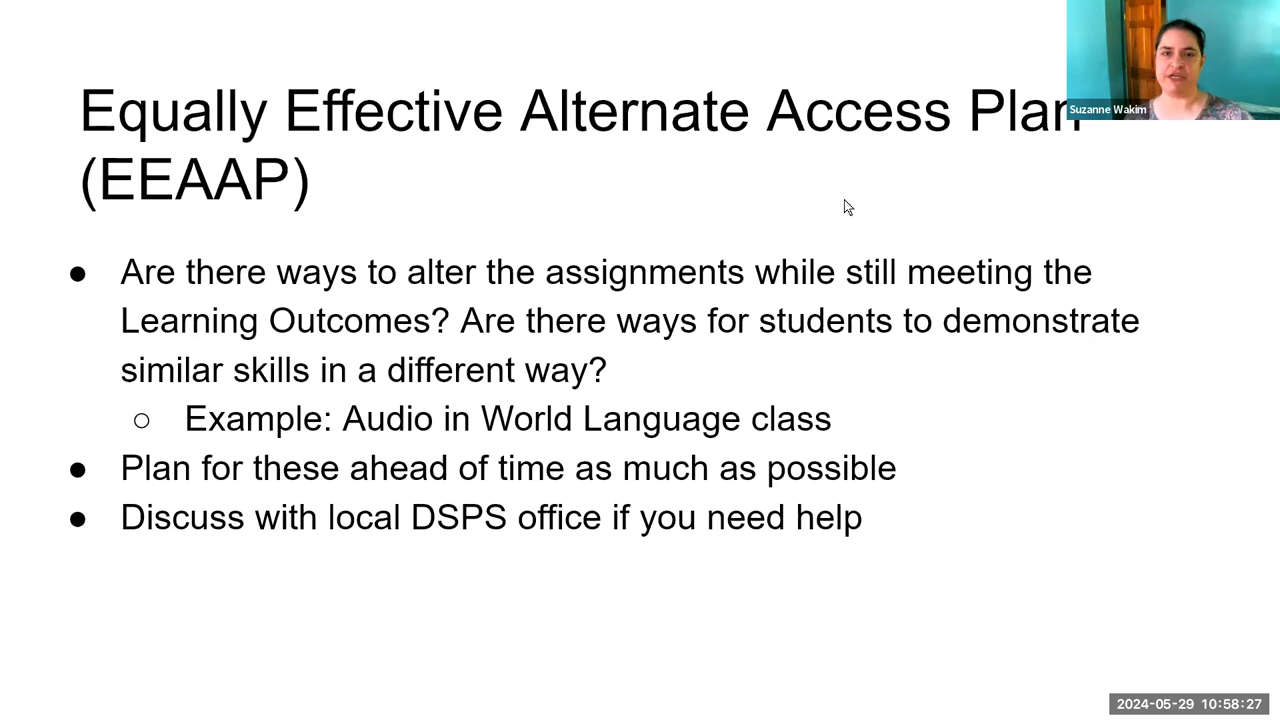 Equally Effective Alternate Access Plan
(EEAAP)
Suzanne Wakim
● Are there ways to alter the assignments while still meeting the
Learning Outcomes? Are there ways for students to demonstrate
similar skills in a different way?
○ Example: Audio in World Language class
● Plan for these ahead of time as much as possible
● Discuss with local DSPS office if you need help
2024-05-29 10:58:27